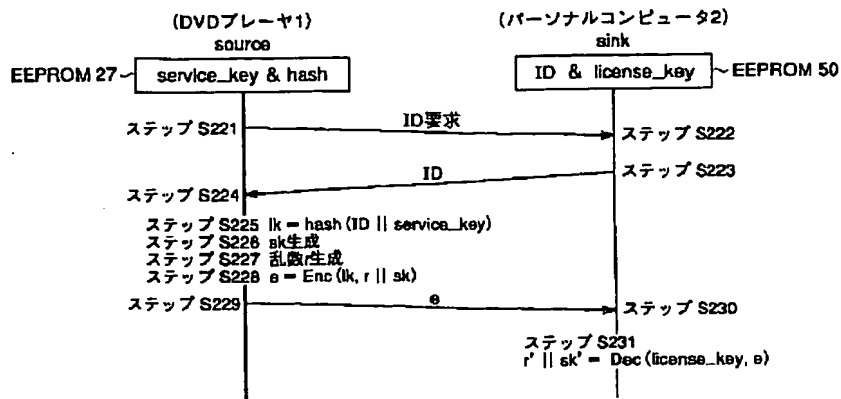 (DVDプレーヤ1)
source
(パーソナルコンピュータ2)
sink
EEPROM 27
service_key & hash
ID & license_key
EEPROM 50
ステップ S221
ID要求
ステップ S222
ID
ステップ S223
ステップ S224
ステップ S225 lk = hash (ID || service_key)
ステップ S226 sk生成
ステップ S227 乱数r生成
ステップ S228 e = Enc (lk, r || sk)
ステップ S229
e
ステップ S230
ステップ S231
r' || sk' = Dec (license_key, e)